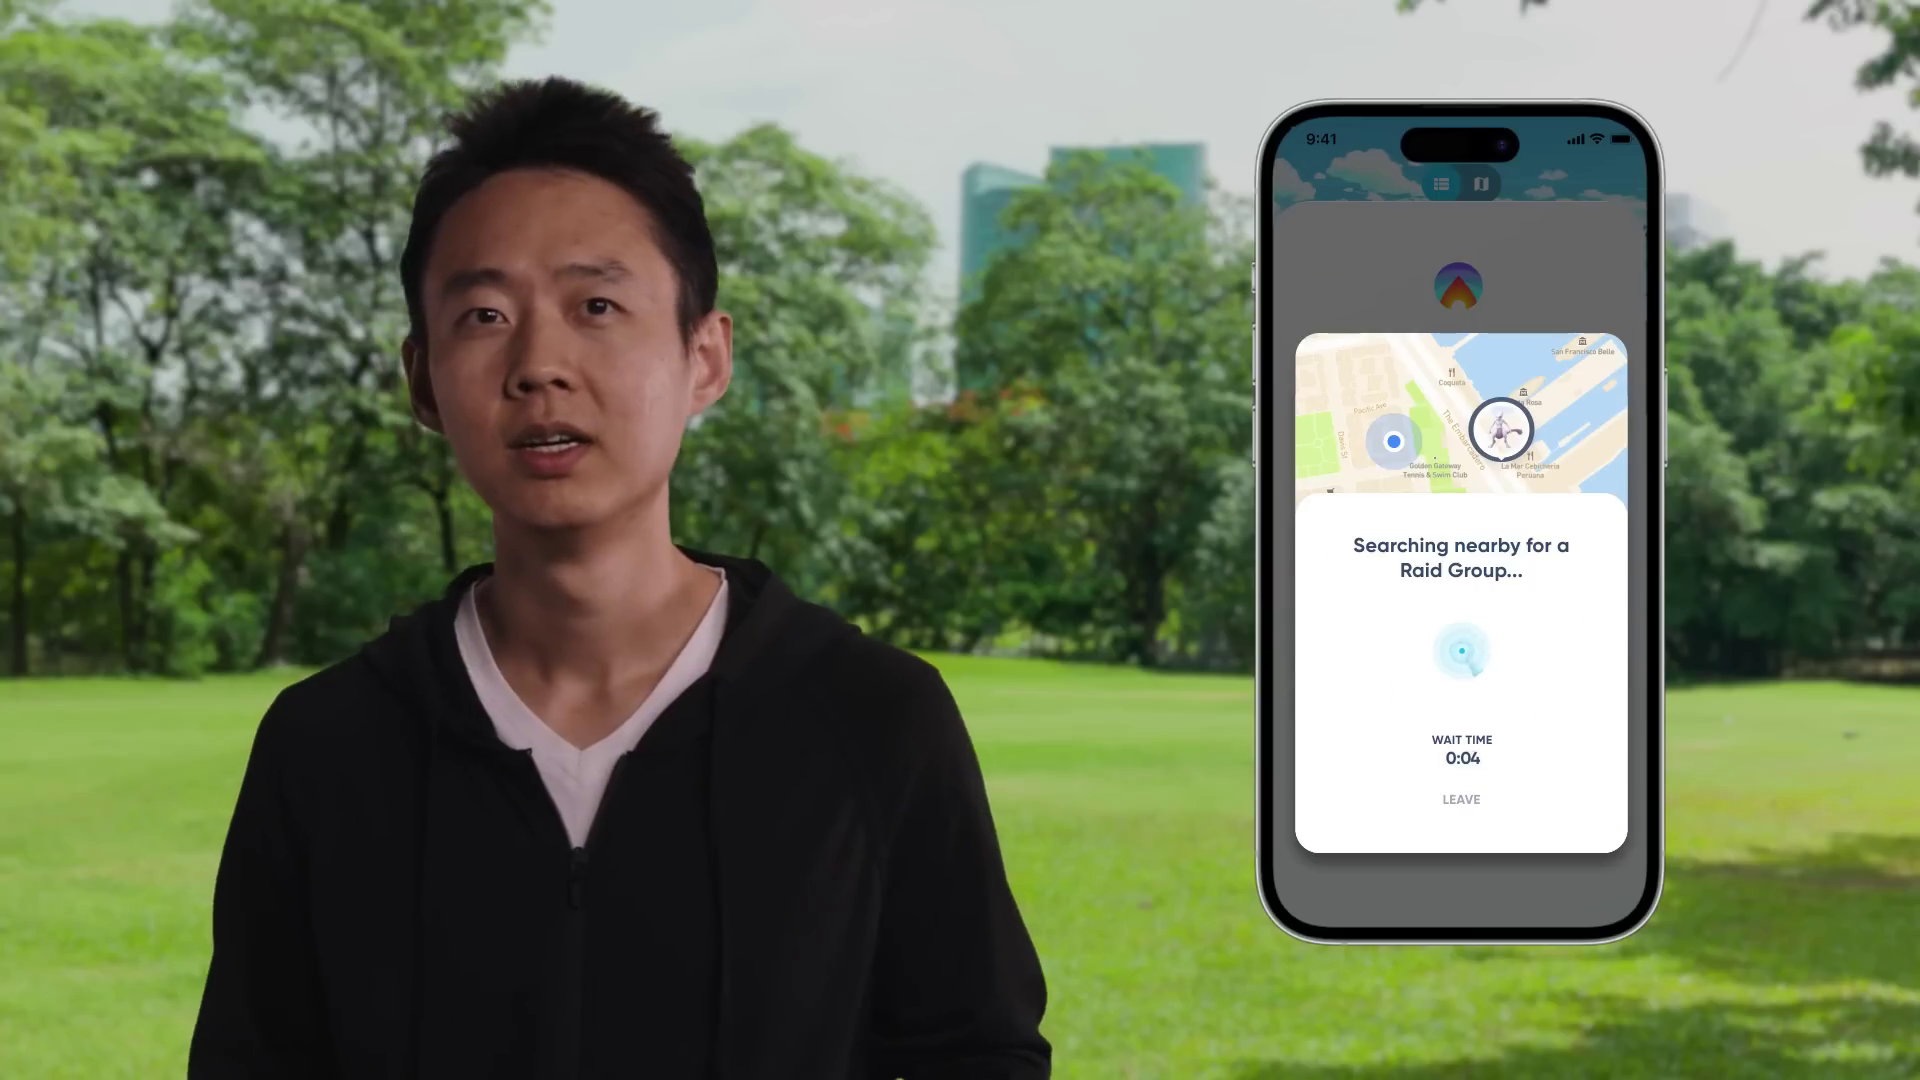 9:41
San Francisco Belle
Coqueta
Pacific Ave
Davis St
The Embarcadero
Golden Gateway
Tennis & Swim Club
La Mar Cebicheria
Peruana
Searching nearby for a
Raid Group...
WAIT TIME
0:04
LEAVE